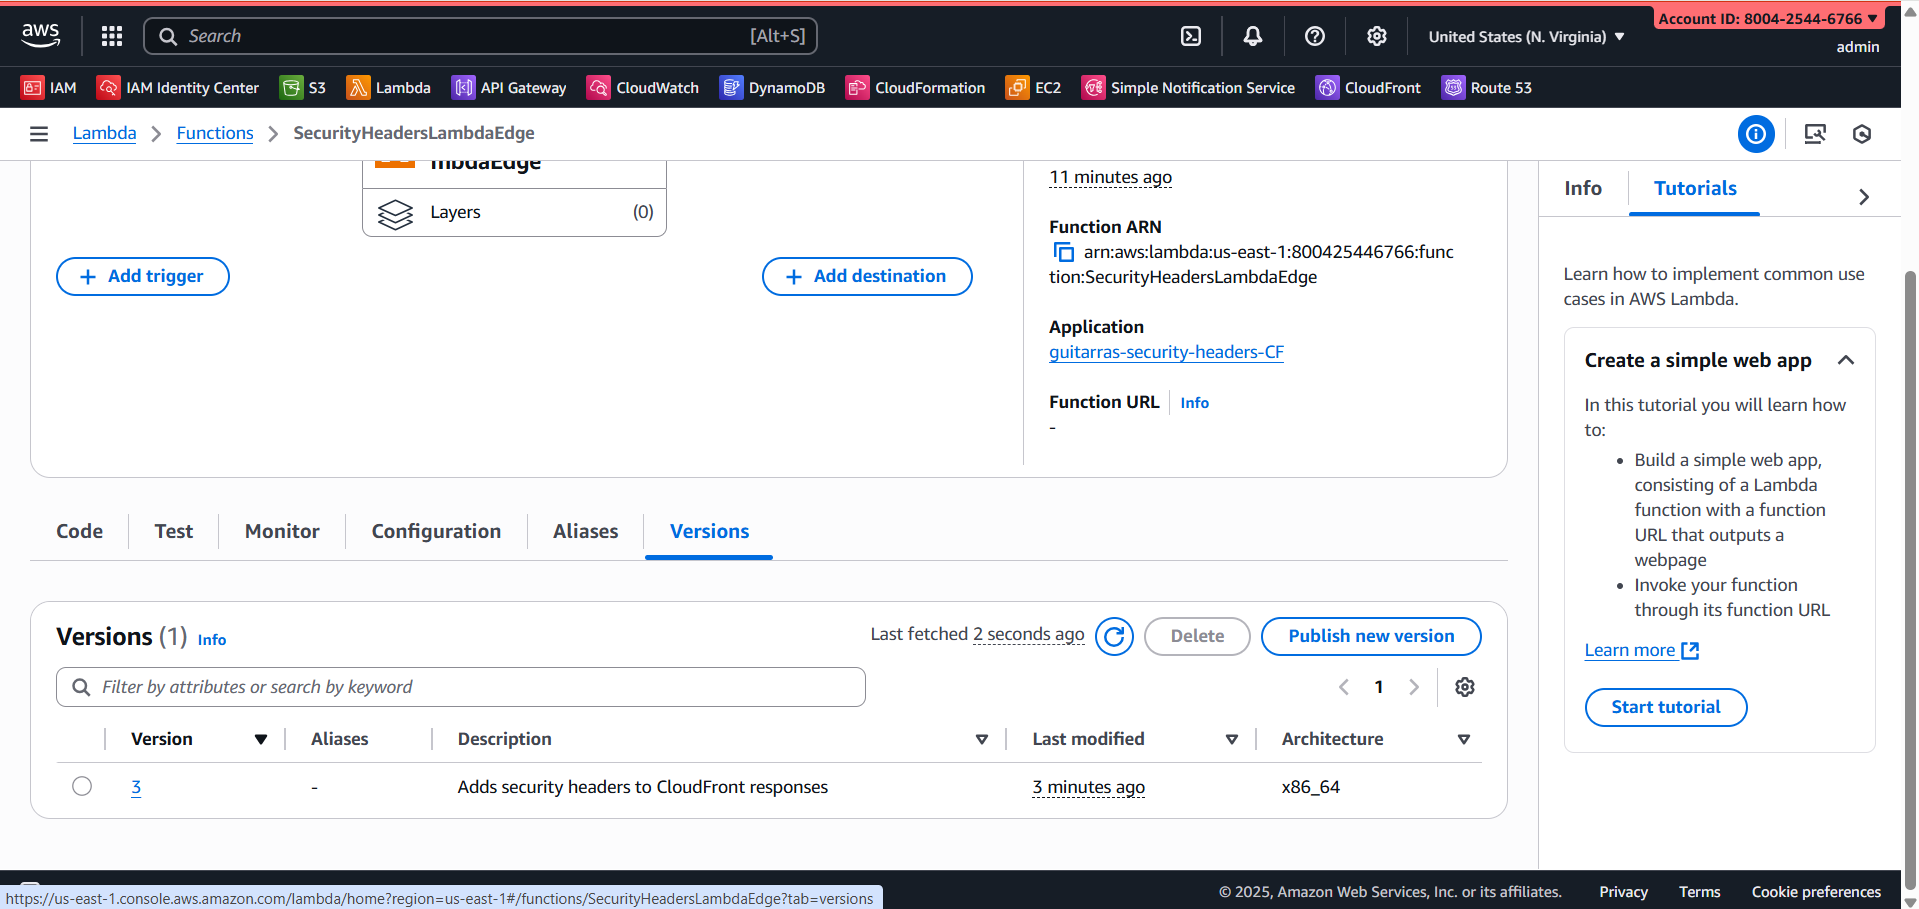 aws
Search
[Alt+S]
United States (N. Virginia)
Account ID: 8004-2544-6766
admin
IAM
IAM Identity Center
S3
Lambda
API Gateway
CloudWatch
DynamoDB
CloudFormation
EC2
Simple Notification Service
CloudFront
Route 53
Lambda
Functions
SecurityHeadersLambdaEdge
mbdaEdge
Layers
(0)
Add trigger
Add destination
11 minutes ago
Function ARN
arn:aws:lambda:us-east-1:800425446766:func
tion:SecurityHeadersLambdaEdge
Application
guitarras-security-headers-CF
Function URL
Info
-
Info
Tutorials
Learn how to implement common use
cases in AWS Lambda.
Create a simple web app
In this tutorial you will learn how
to:
• Build a simple web app,
consisting of a Lambda
function with a function
URL that outputs a
webpage
• Invoke your function
through its function URL
Learn more
Start tutorial
Code
Test
Monitor
Configuration
Aliases
Versions
Versions (1)
Info
Last fetched 2 seconds ago
Delete
Publish new version
Filter by attributes or search by keyword
1
Version
Aliases
Description
Last modified
Architecture
3
-
Adds security headers to CloudFront responses
3 minutes ago
x86_64
https://us-east-1.console.aws.amazon.com/lambda/home?region=us-east-1#/functions/SecurityHeadersLambdaEdge?tab=versions
© 2025, Amazon Web Services, Inc. or its affiliates.
Privacy
Terms
Cookie preferences